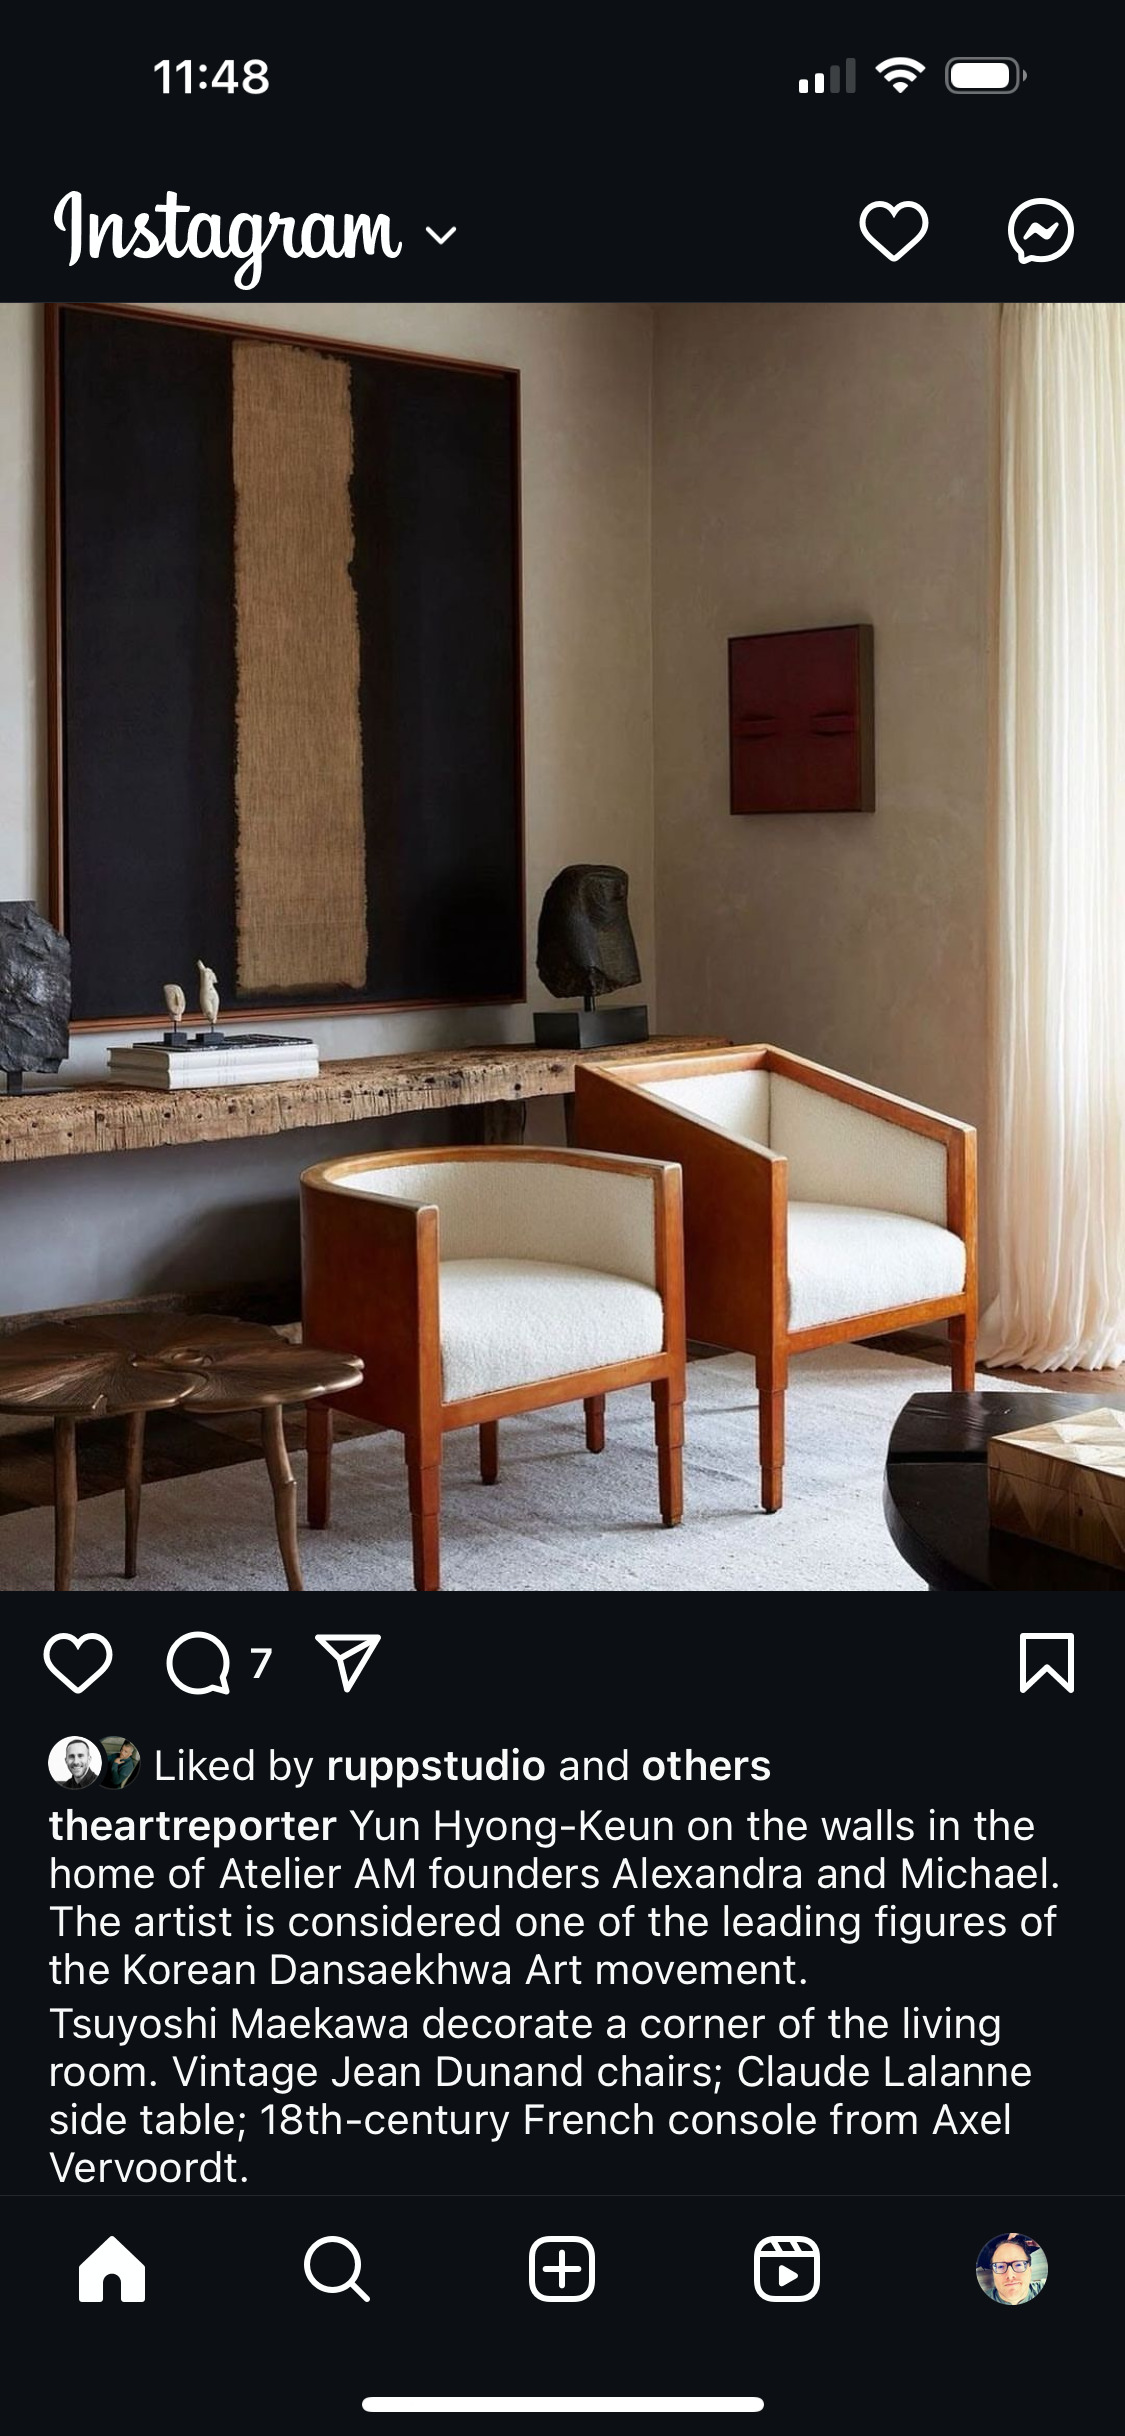 11:48
Instagram
7
Liked by ruppstudio and others
theartreporter Yun Hyong-Keun on the walls in the
home of Atelier AM founders Alexandra and Michael.
The artist is considered one of the leading figures of
the Korean Dansaekhwa Art movement.
Tsuyoshi Maekawa decorate a corner of the living
room. Vintage Jean Dunand chairs; Claude Lalanne
side table; 18th-century French console from Axel
Vervoordt.